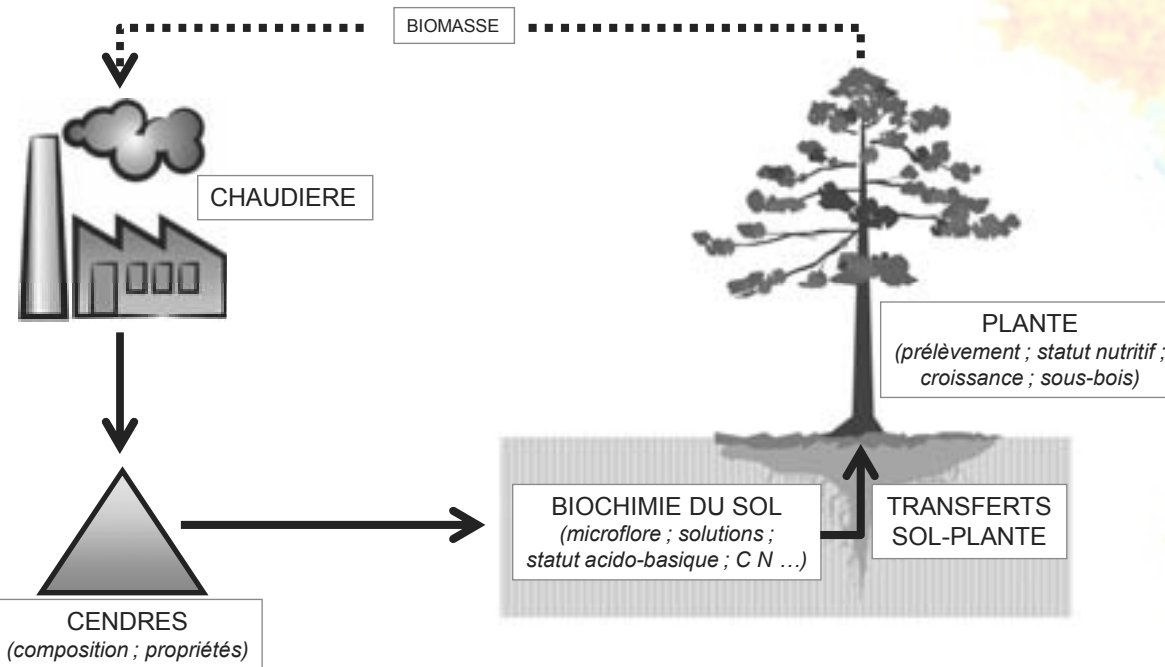 BIOMASSE
CHAUDIERE
PLANTE
(prélèvement ; statut nutritif ;
croissance ; sous-bois)
BIOCHIMIE DU SOL
(microflore ; solutions ;
statut acido-basique ; C N …)
TRANSFERTS
SOL-PLANTE
CENDRES
(composition ; propriétés)